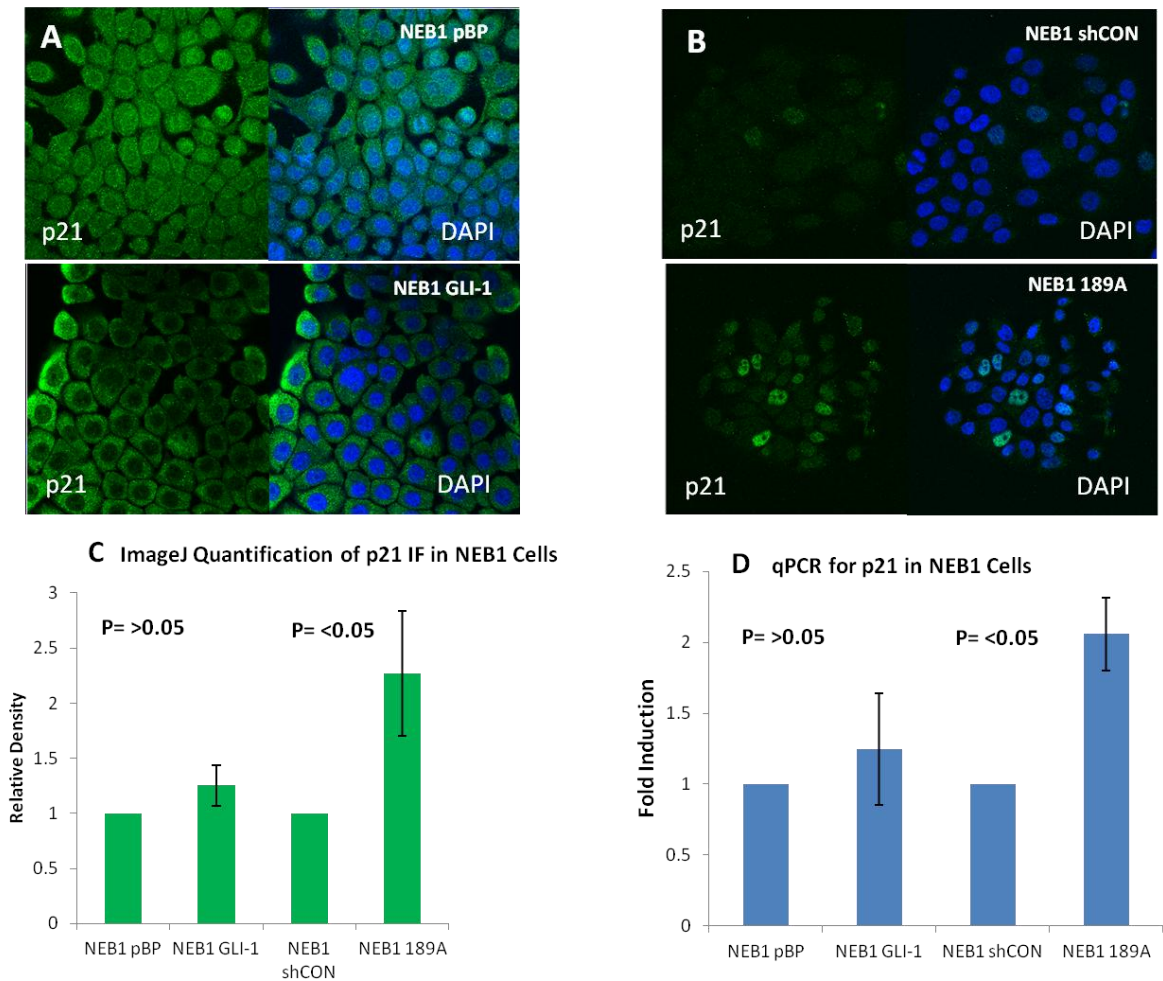 A
NEB1 pBP
p21
DAPI
NEB1 GLI-1
p21
DAPI
B
NEB1 shCON
p21
DAPI
NEB1 189A
p21
DAPI
C ImageJ Quantification of p21 IF in NEB1 Cells
3
2.5
2
1.5
1
0.5
0
Relative Density
P= >0.05
P= <0.05
NEB1 pBP
NEB1 GLI-1
NEB1
shCON
NEB1 189A
D qPCR for p21 in NEB1 Cells
2.5
2
1.5
1
0.5
0
Fold Induction
P= >0.05
P= <0.05
NEB1 pBP
NEB1 GLI-1
NEB1 shCON
NEB1 189A